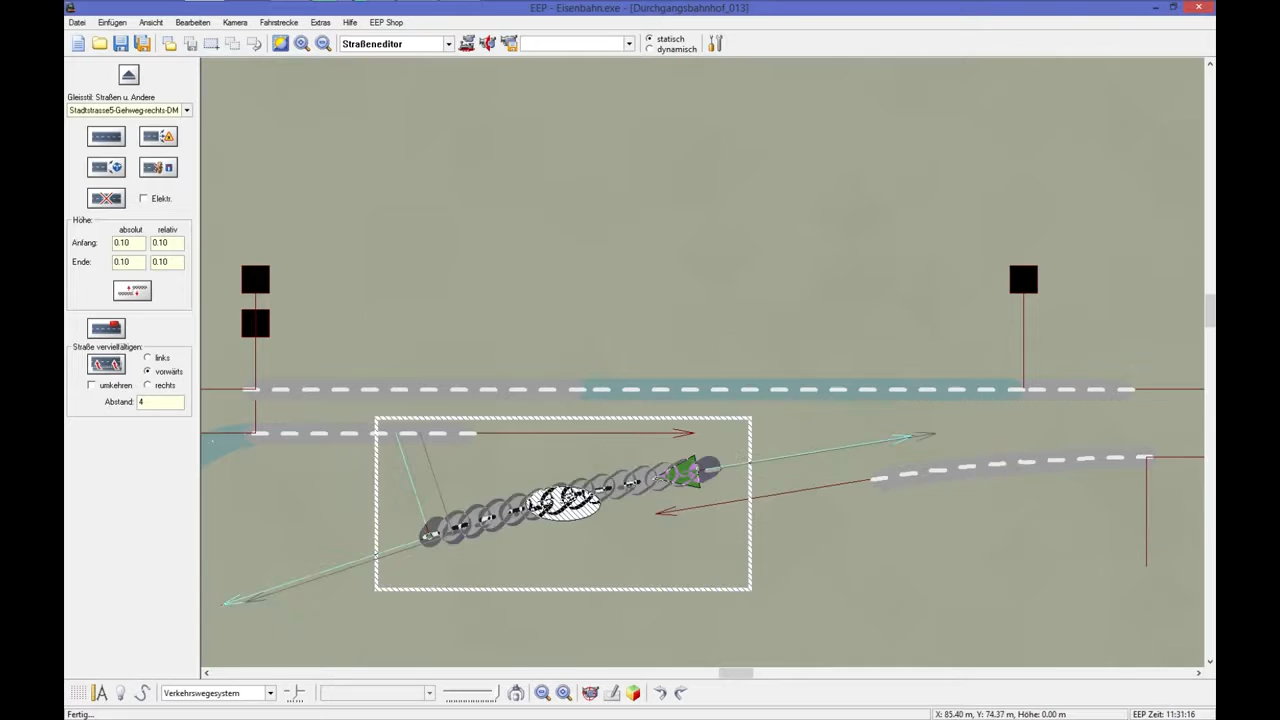 EEP - Eisenbahn.exe - [Durchgangsbahnhof_013]
Datei Einfügen Ansicht Bearbeiten Kamera Fahrstrecke Extras Hilfe EEP Shop
Straßeneditor
statisch
dynamisch
Gleisstil: Straßen u. Andere
Stadtstrasse5-Gehweg-rechts-DM
Elektr.
Höhe:
absolut relativ
Anfang: 0.10 0.10
Ende: 0.10 0.10
Straße vervielfältigen:
links
vorwärts
umkehren rechts
Abstand: 4
Verkehrswegesystem
Fertig... X: 85.40 m, Y: 74.37 m, Höhe: 0.00 m EEP Zeit: 11:31:16